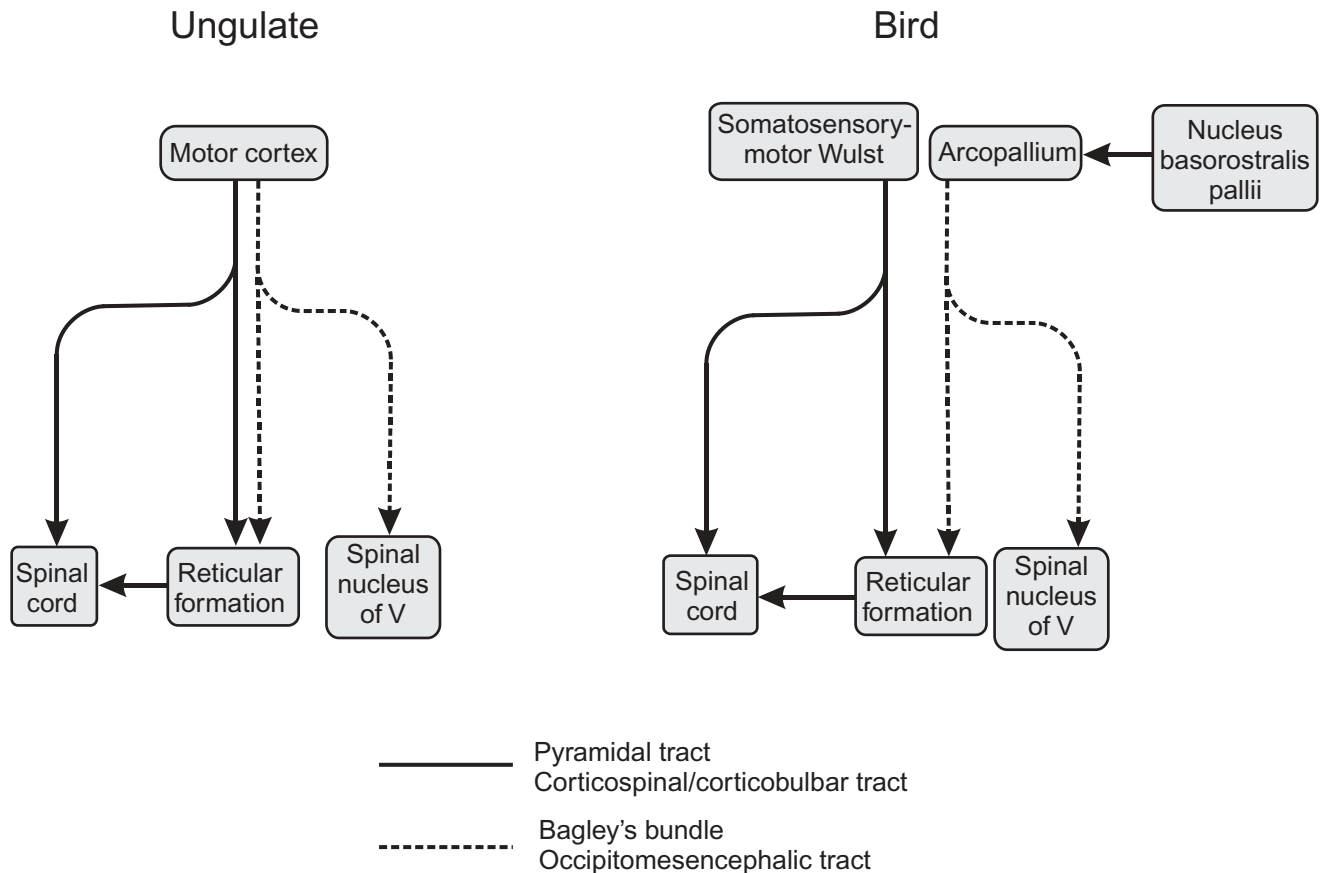 Ungulate
Motor cortex
Spinal
cord
Reticular
formation
Spinal
nucleus
of V
Bird
Somatosensory-
motor Wulst
Arcopallium
Nucleus
basorostralis
pallii
Spinal
cord
Reticular
formation
Spinal
nucleus
of V
Pyramidal tract
Corticospinal/corticobulbar tract
Bagley's bundle
Occipitomesencephalic tract